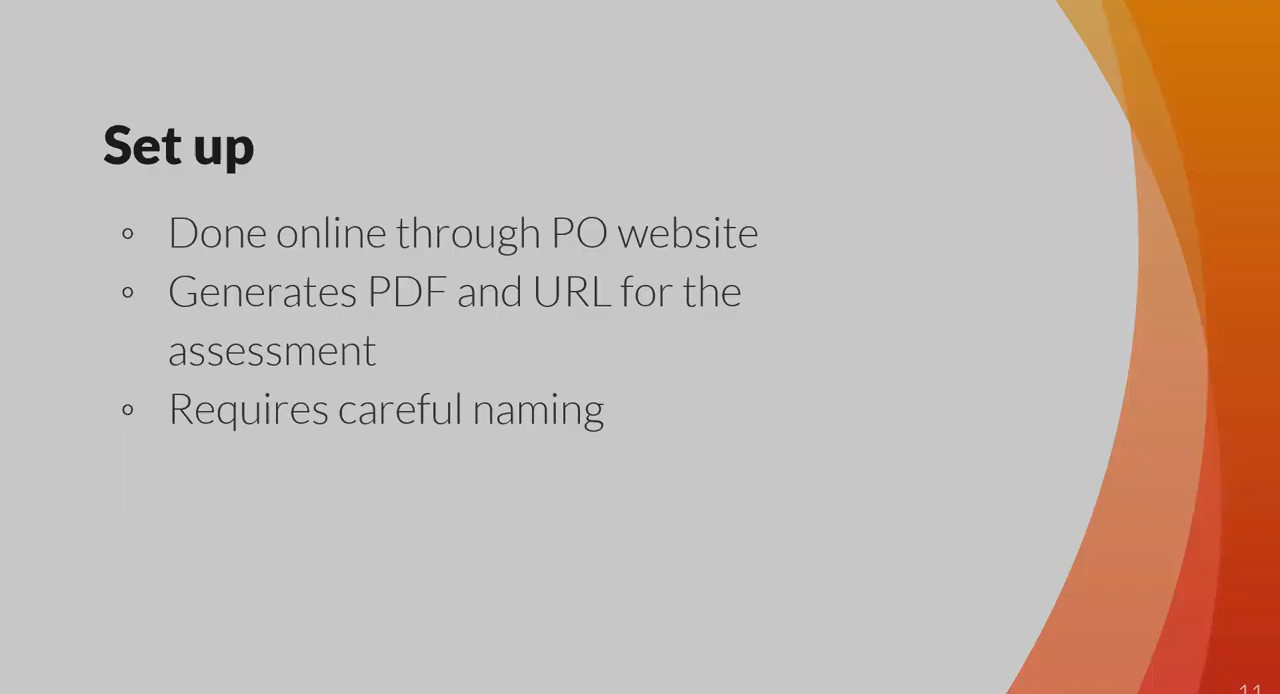 Set up
◦ Done online through PO website
◦ Generates PDF and URL for the
assessment
◦ Requires careful naming
11